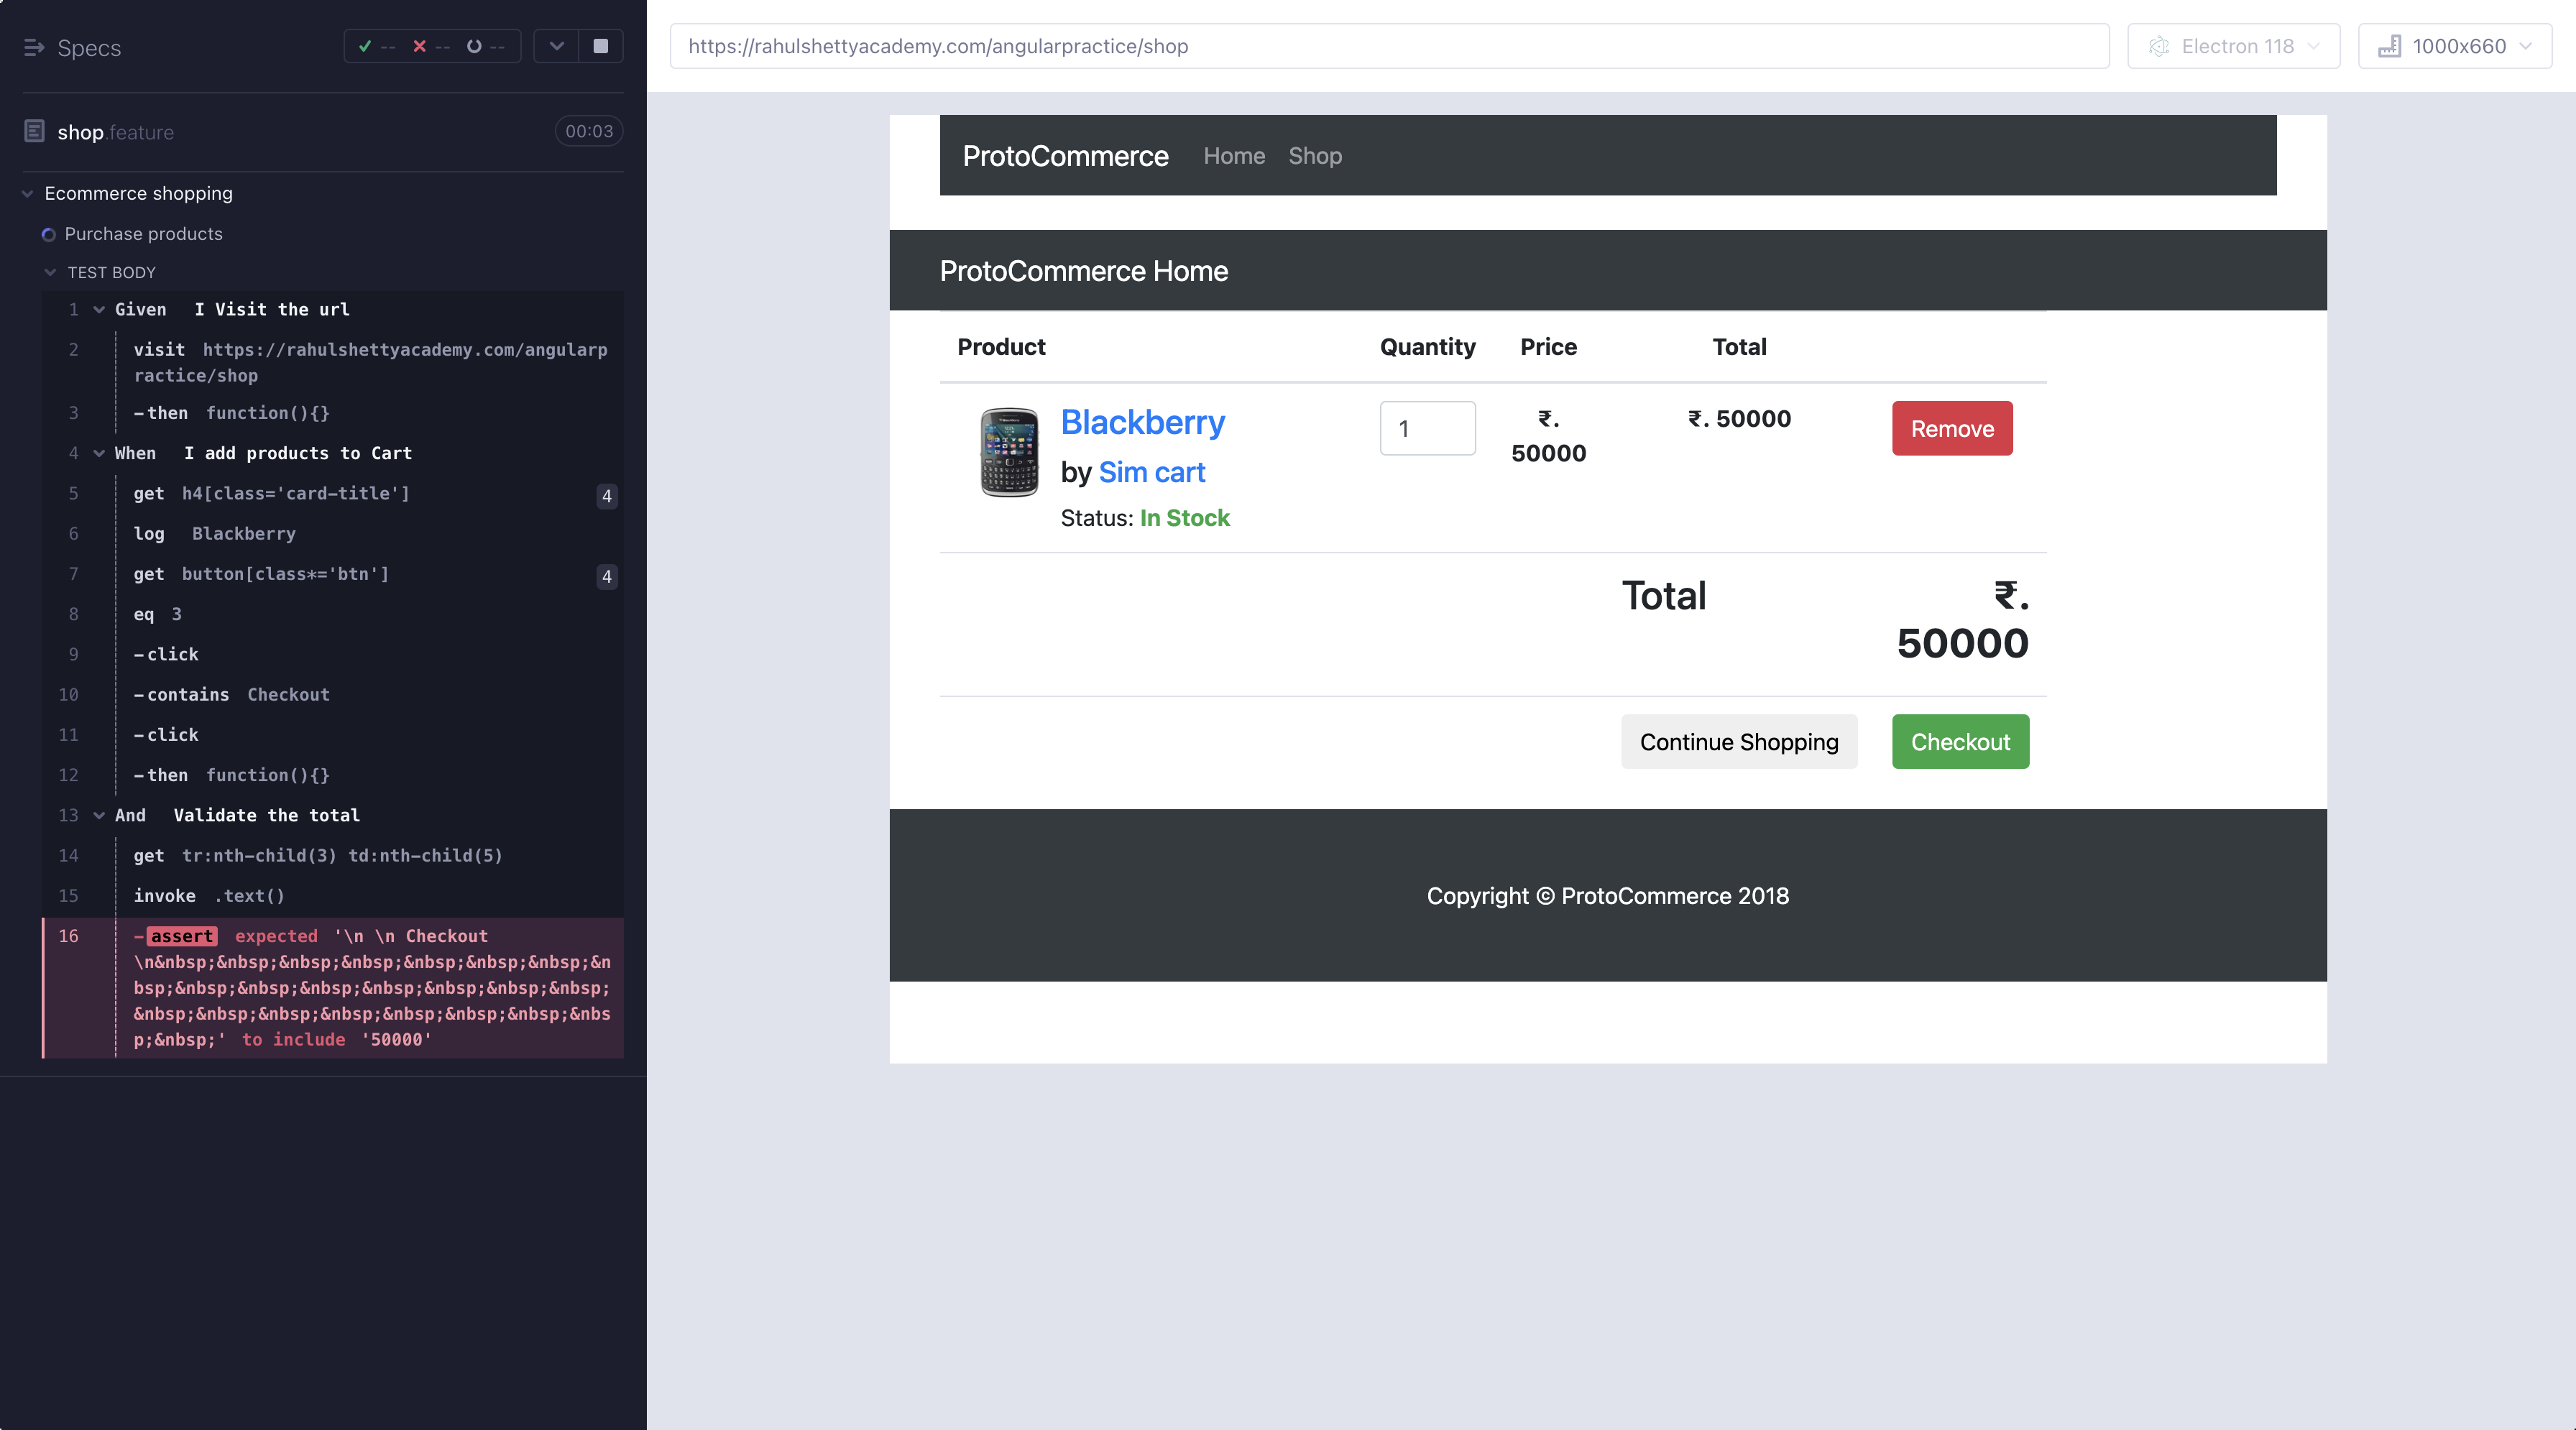 Specs
-- -- --
shop.feature
00:03
Ecommerce shopping
Purchase products
TEST BODY
1 Given I Visit the url
2 visit https://rahulshettyacademy.com/angularp
ractice/shop
3 -then function(){}
4 When I add products to Cart
5 get h4[class='card-title'] 4
6 log Blackberry
7 get button[class*='btn'] 4
8 eq 3
9 -click
10 -contains Checkout
11 -click
12 -then function(){}
13 And Validate the total
14 get tr:nth-child(3) td:nth-child(5)
15 invoke .text()
16 -assert expected '\n \n Checkout
\n&nbsp;&nbsp;&nbsp;&nbsp;&nbsp;&nbsp;&nbsp;&n
bsp;&nbsp;&nbsp;&nbsp;&nbsp;&nbsp;&nbsp;&nbsp;
&nbsp;&nbsp;&nbsp;&nbsp;&nbsp;&nbsp;&nbsp;&nbs
p;&nbsp;' to include '50000'
https://rahulshettyacademy.com/angularpractice/shop
Electron 118
1000x660
ProtoCommerce Home Shop
ProtoCommerce Home
Product Quantity Price Total
Blackberry
by Sim cart
Status: In Stock
1
₹.
50000
₹. 50000
Remove
Total
₹.
50000
Continue Shopping
Checkout
Copyright © ProtoCommerce 2018